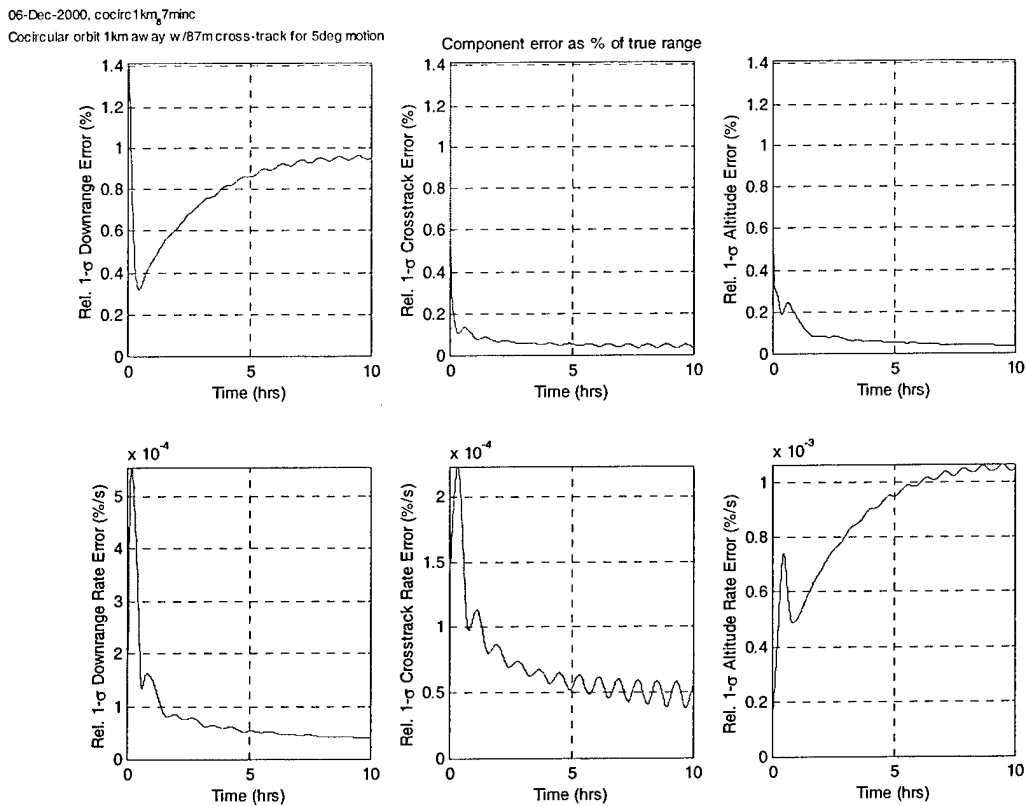 06-Dec-2000, cocirc1km87minc
Cocircular orbit 1km away w/87m cross-track for 5deg motion
Component error as % of true range
1.4
1.2
1
0.8
0.6
0.4
0.2
0
Rel. 1-σ Downrange Error (%)
0 5 10
Time (hrs)
1.4
1.2
1
0.8
0.6
0.4
0.2
0
Rel. 1-σ Crosstrack Error (%)
0 5 10
Time (hrs)
1.4
1.2
1
0.8
0.6
0.4
0.2
0
Rel. 1-σ Altitude Error (%)
0 5 10
Time (hrs)
x 10-4
5
4
3
2
1
0
Rel. 1-σ Downrange Rate Error (%/s)
0 5 10
Time (hrs)
x 10-4
2
1.5
1
0.5
0
Rel. 1-σ Crosstrack Rate Error (%/s)
0 5 10
Time (hrs)
x 10-3
1
0.8
0.6
0.4
0.2
0
Rel. 1-σ Altitude Rate Error (%/s)
0 5 10
Time (hrs)